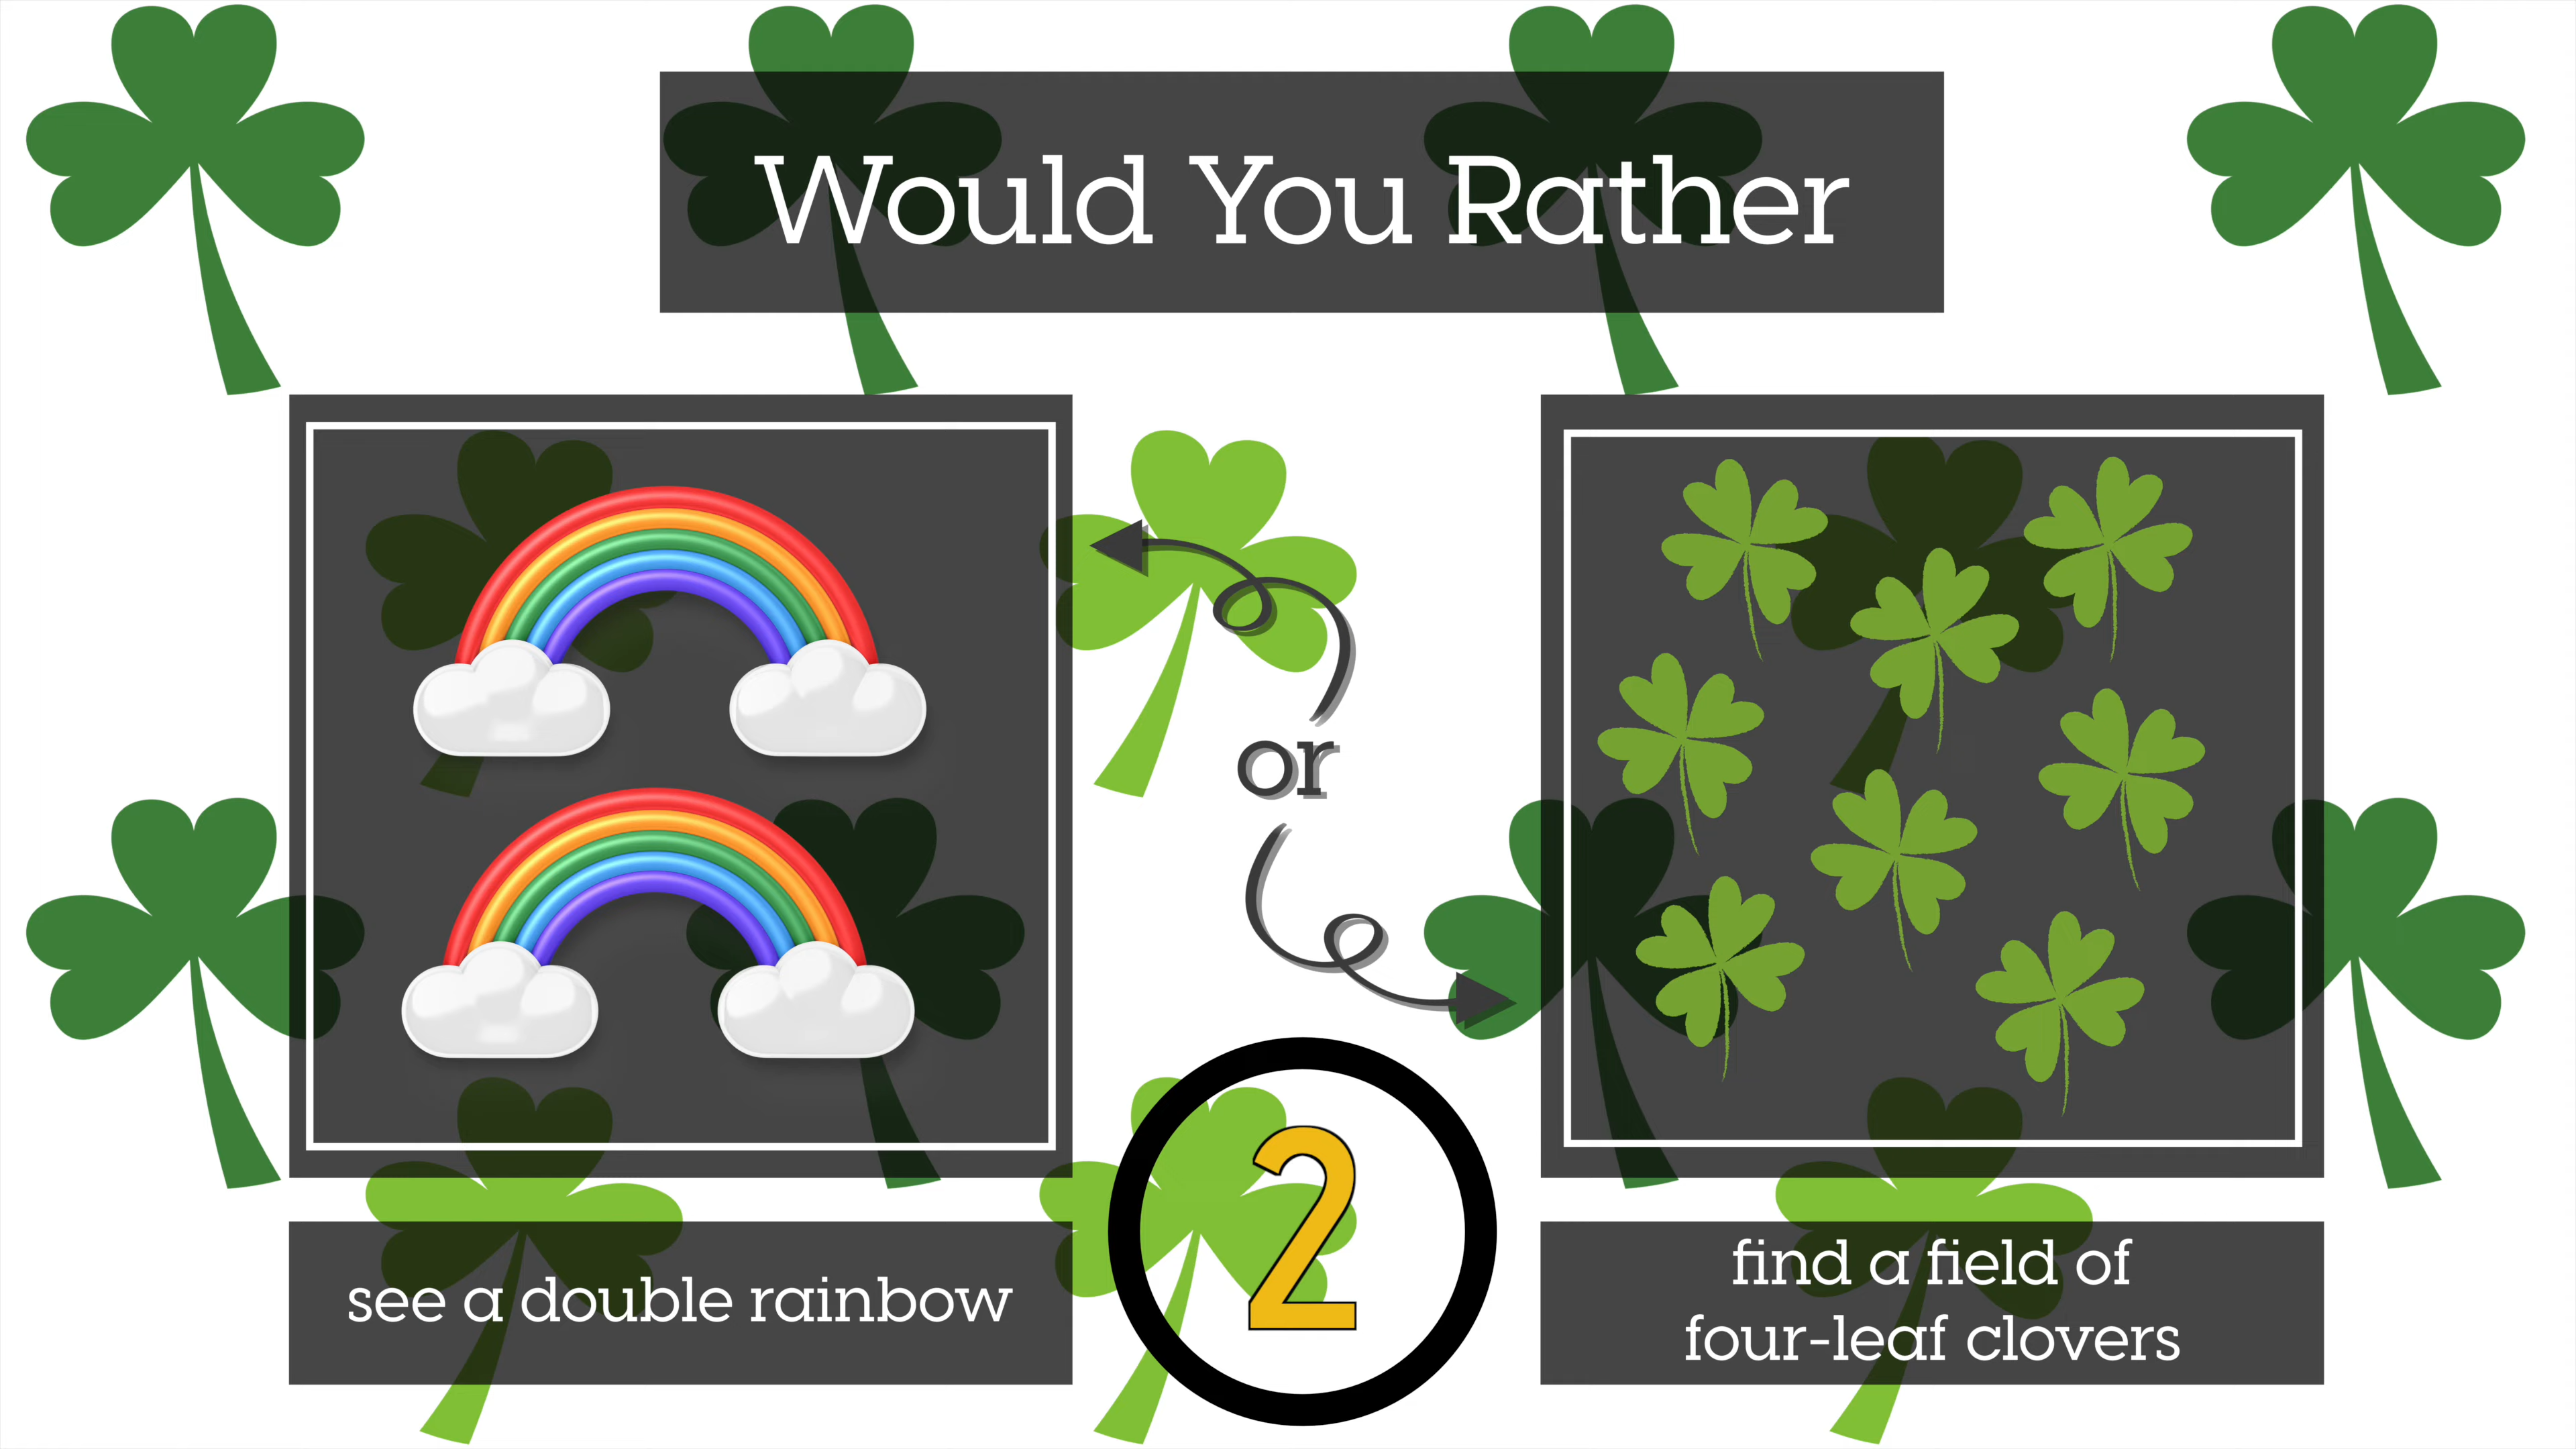 Would You Rather
or
see a double rainbow
2
find a field of
four-leaf clovers